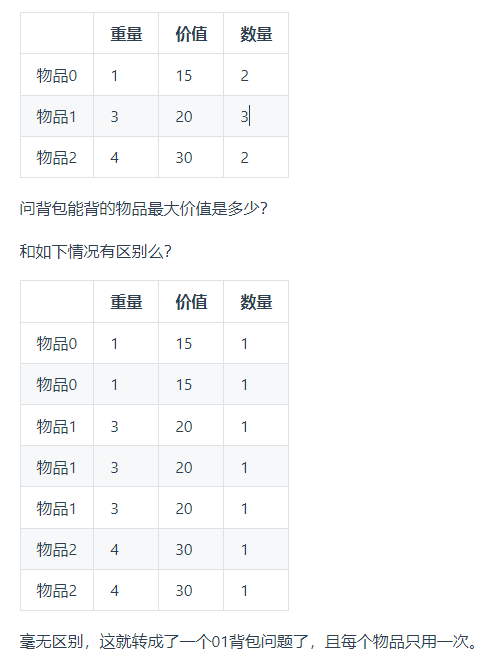 重量 价值 数量
物品0 1 15 2
物品1 3 20 3
物品2 4 30 2
问背包能背的物品最大价值是多少？
和如下情况有区别么？
重量 价值 数量
物品0 1 15 1
物品0 1 15 1
物品1 3 20 1
物品1 3 20 1
物品1 3 20 1
物品2 4 30 1
物品2 4 30 1
毫无区别，这就转成了一个01背包问题了，且每个物品只用一次。